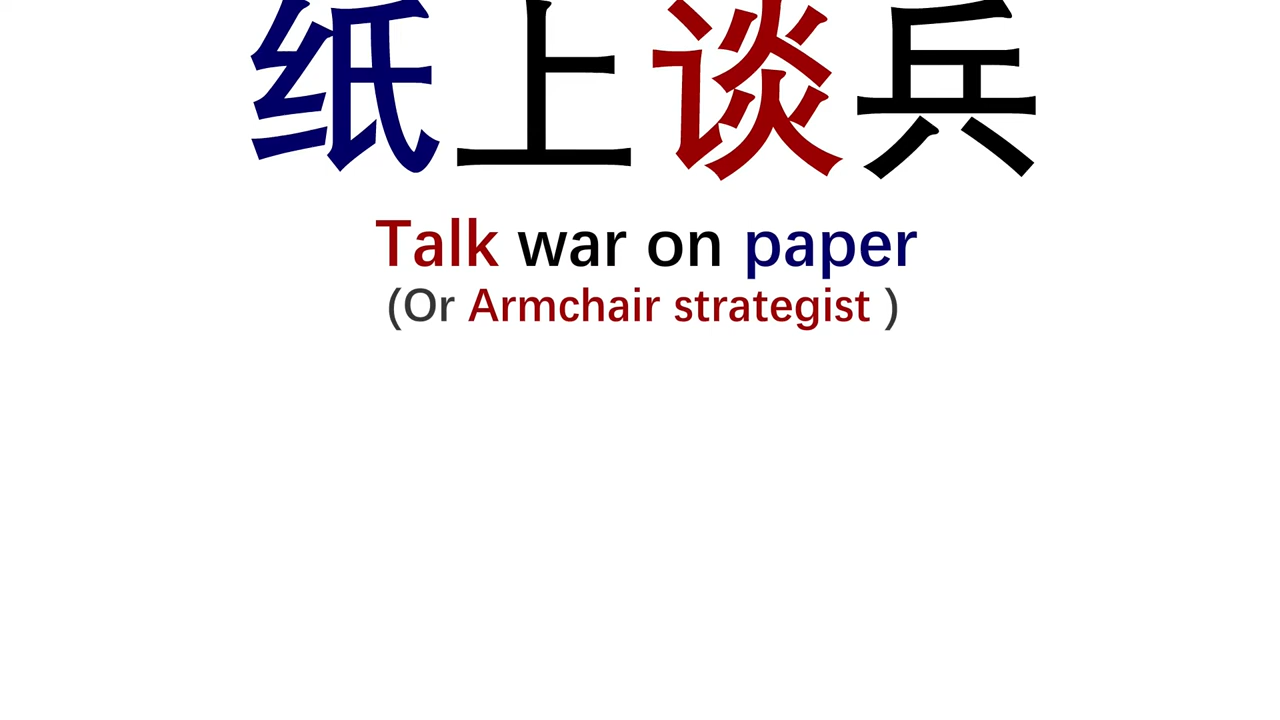 纸上谈兵
Talk war on paper
(Or Armchair strategist )